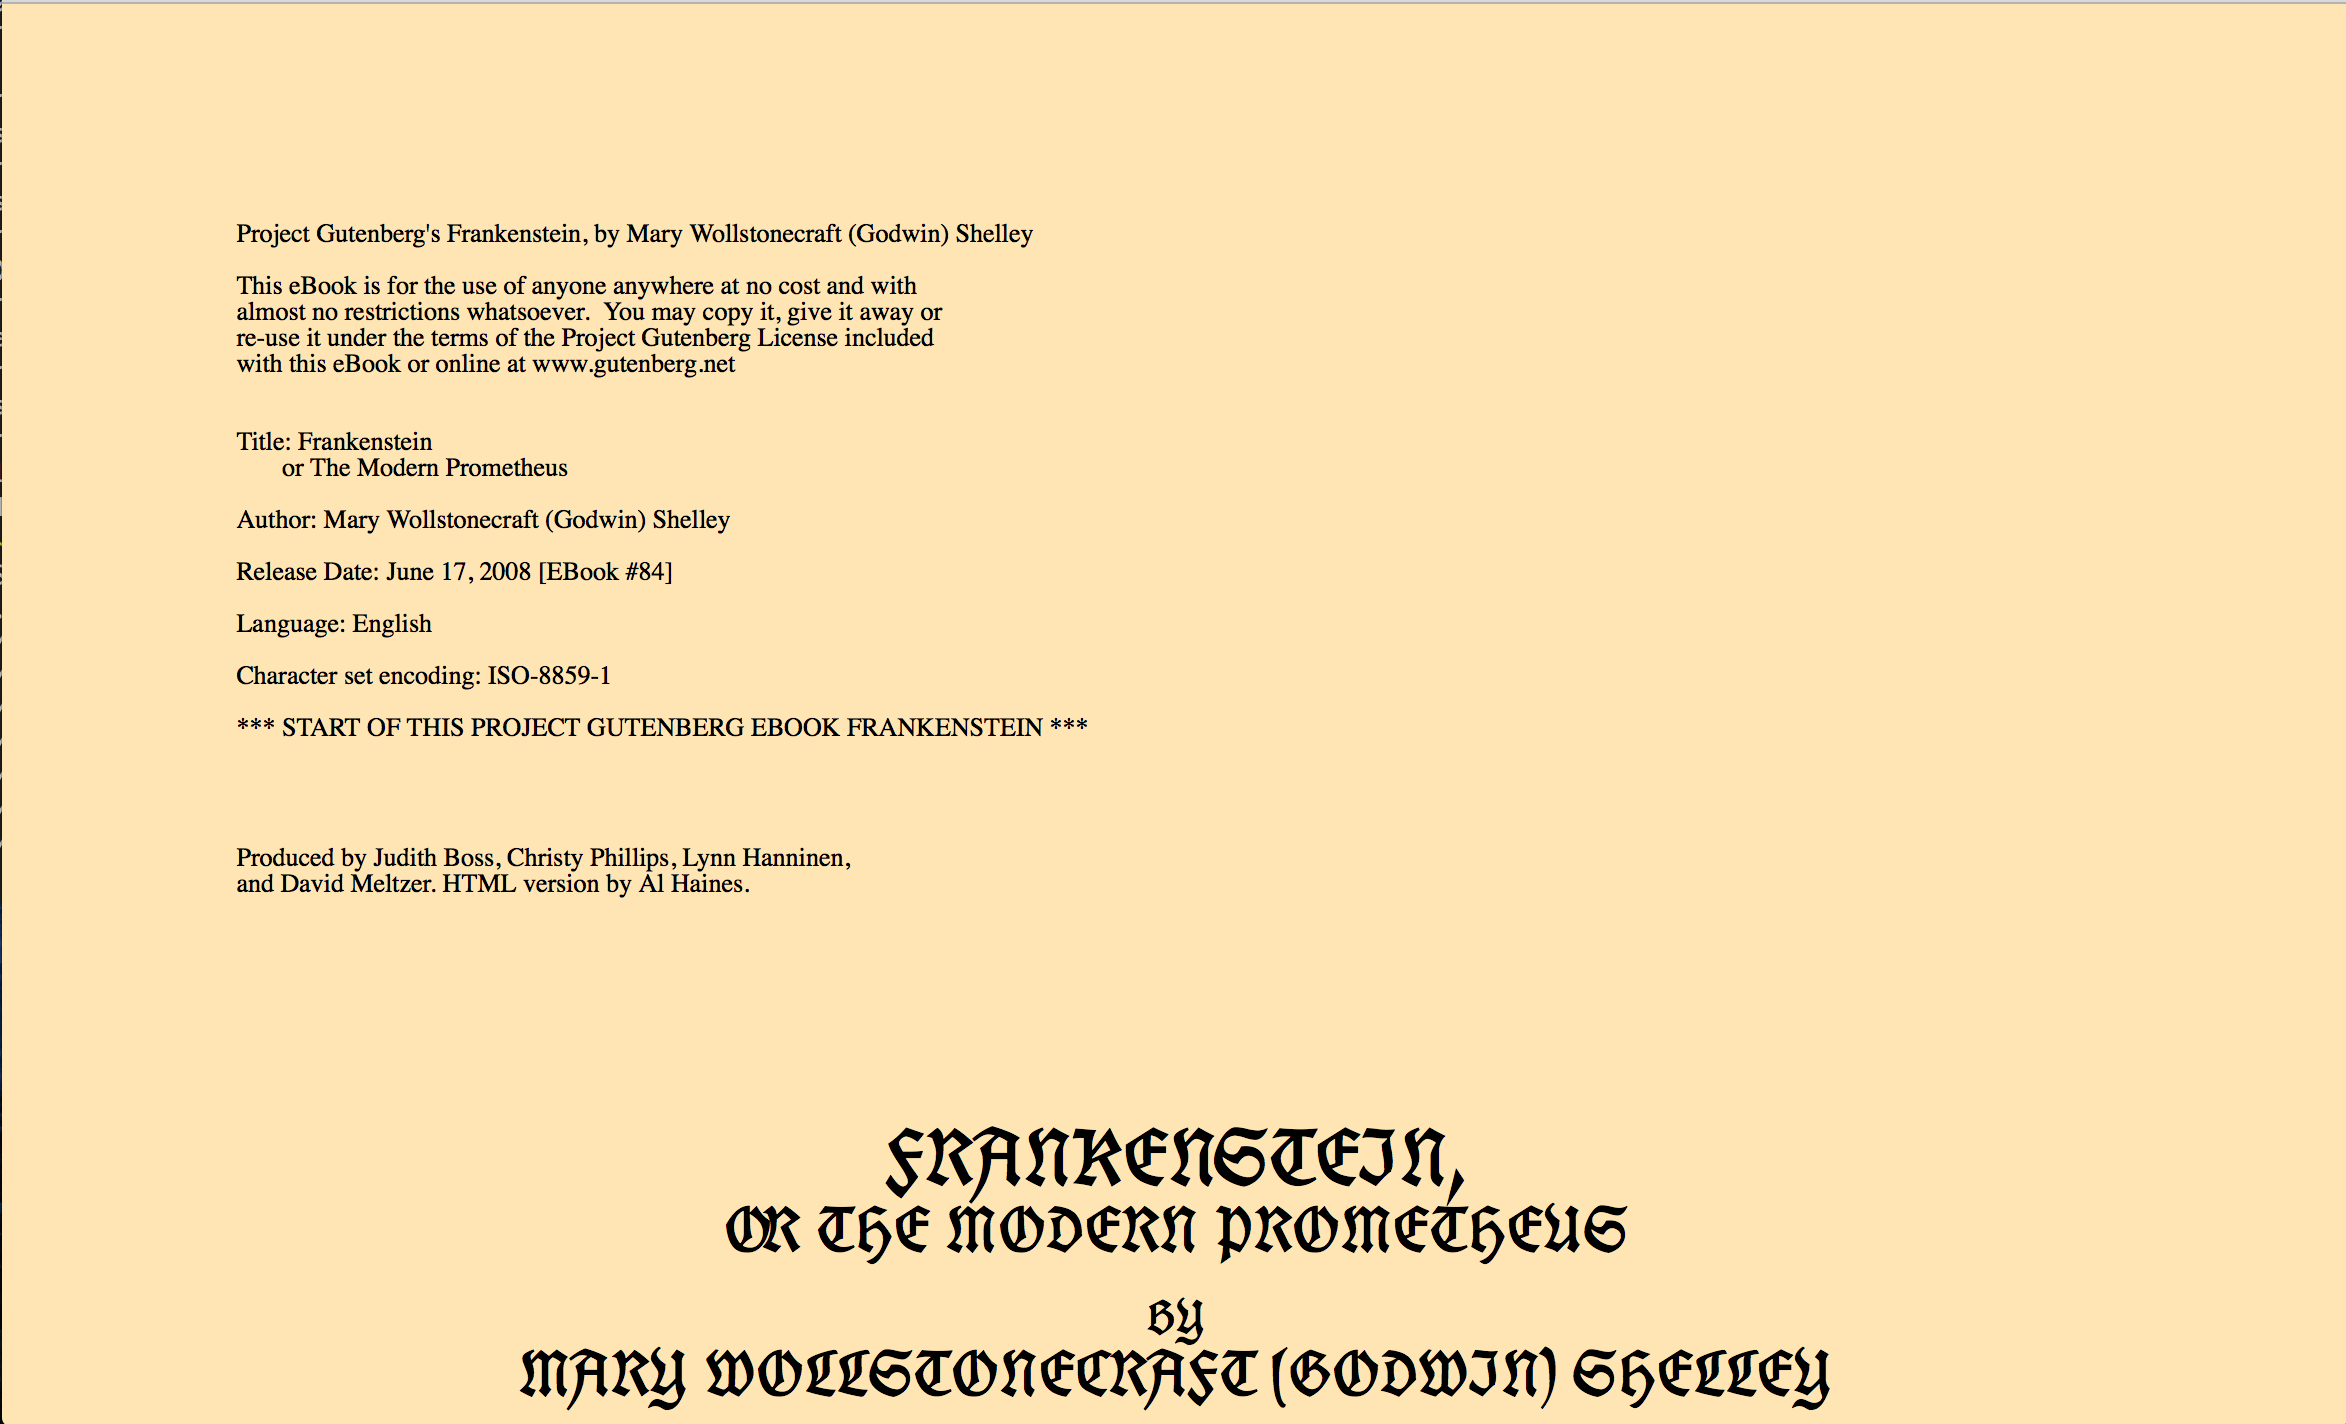 Project Gutenberg's Frankenstein, by Mary Wollstonecraft (Godwin) Shelley
This eBook is for the use of anyone anywhere at no cost and with
almost no restrictions whatsoever.  You may copy it, give it away or
re-use it under the terms of the Project Gutenberg License included
with this eBook or online at www.gutenberg.net
Title: Frankenstein
or The Modern Prometheus
Author: Mary Wollstonecraft (Godwin) Shelley
Release Date: June 17, 2008 [EBook #84]
Language: English
Character set encoding: ISO-8859-1
*** START OF THIS PROJECT GUTENBERG EBOOK FRANKENSTEIN ***
Produced by Judith Boss, Christy Phillips, Lynn Hanninen,
and David Meltzer. HTML version by Al Haines.
FRANKENSTEIN,
OR THE MODERN PROMETHEUS
BY
MARY WOLLSTONECRAFT (GODWIN) SHELLEY